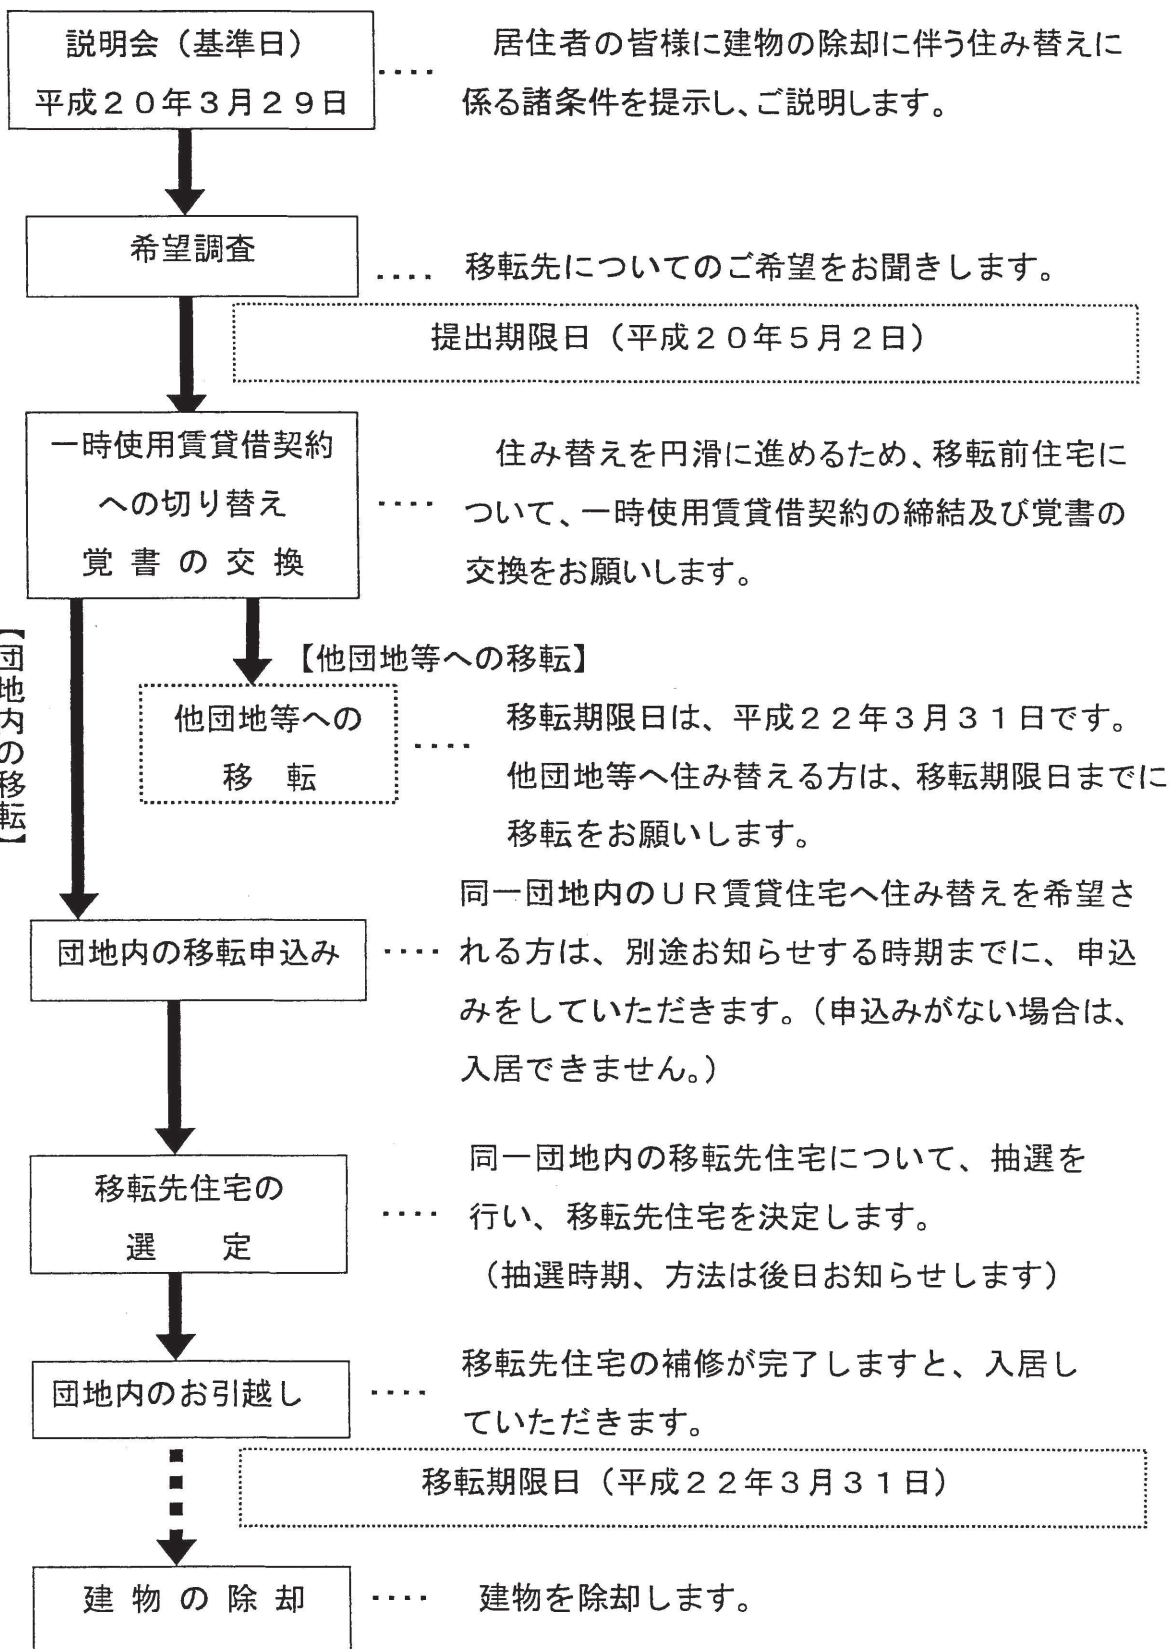 説明会（基準日）
平成２０年３月２９日
‥‥
居住者の皆様に建物の除却に伴う住み替えに
係る諸条件を提示し、ご説明します。
希望調査
‥‥
移転先についてのご希望をお聞きします。
提出期限日（平成２０年５月２日）
一時使用賃貸借契約
への切り替え
覚書の交換
‥‥
住み替えを円滑に進めるため、移転前住宅に
ついて、一時使用賃貸借契約の締結及び覚書の
交換をお願いします。
【団地内の移転】
【他団地等への移転】
他団地等への
移転
‥‥
移転期限日は、平成２２年３月３１日です。
他団地等へ住み替える方は、移転期限日までに
移転をお願いします。
団地内の移転申込み
‥‥
同一団地内のＵＲ賃貸住宅へ住み替えを希望さ
れる方は、別途お知らせする時期までに、申込
みをしていただきます。（申込みがない場合は、
入居できません。）
移転先住宅の
選定
‥‥
同一団地内の移転先住宅について、抽選を
行い、移転先住宅を決定します。
（抽選時期、方法は後日お知らせします）
団地内のお引越し
‥‥
移転先住宅の補修が完了しますと、入居し
ていただきます。
移転期限日（平成２２年３月３１日）
建物の除却
‥‥
建物を除却します。